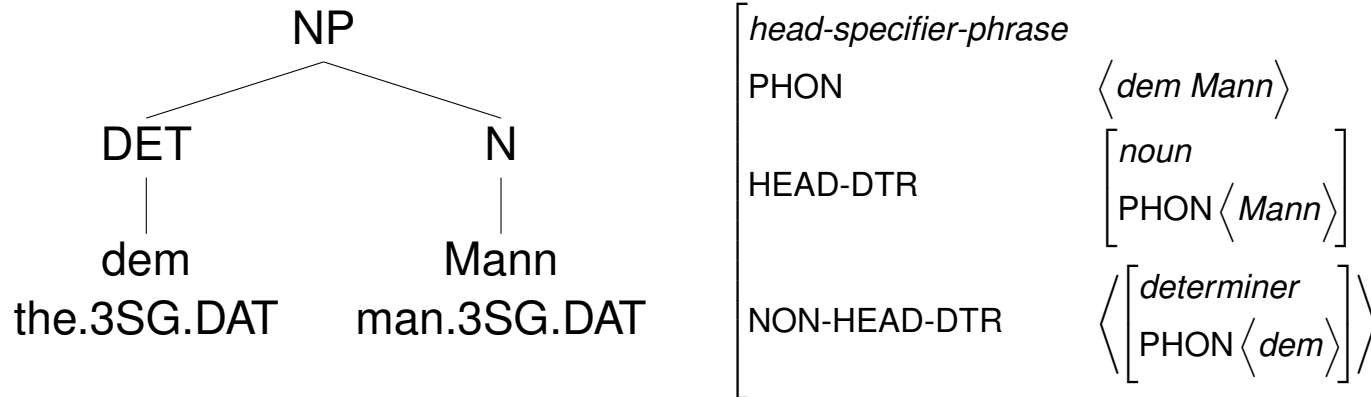 NP
DET N
dem Mann
the.3SG.DAT man.3SG.DAT
head-specifier-phrase
PHON ⟨dem Mann⟩
HEAD-DTR
noun
PHON⟨Mann⟩
NON-HEAD-DTR
determiner
PHON⟨dem⟩